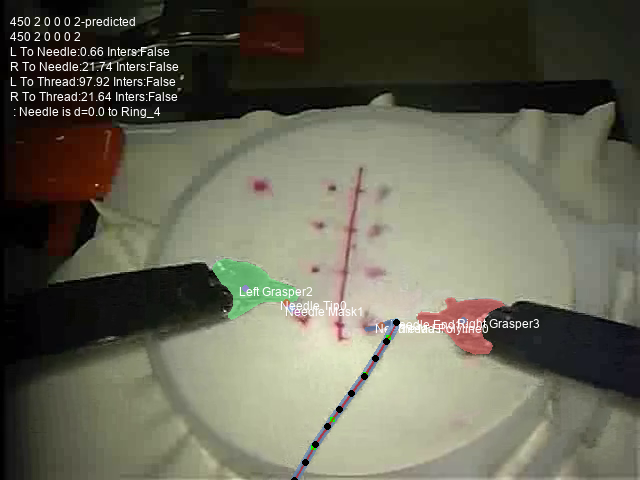 450 2 0 0 0 2-predicted
450 2 0 0 0 2
L To Needle:0.66 Inters:False
R To Needle:21.74 Inters:False
L To Thread:97.92 Inters:False
R To Thread:21.64 Inters:False
: Needle is d=0.0 to Ring_4
Left Grasper2
Needle Tip0
Needle Mask1
Right Grasper3